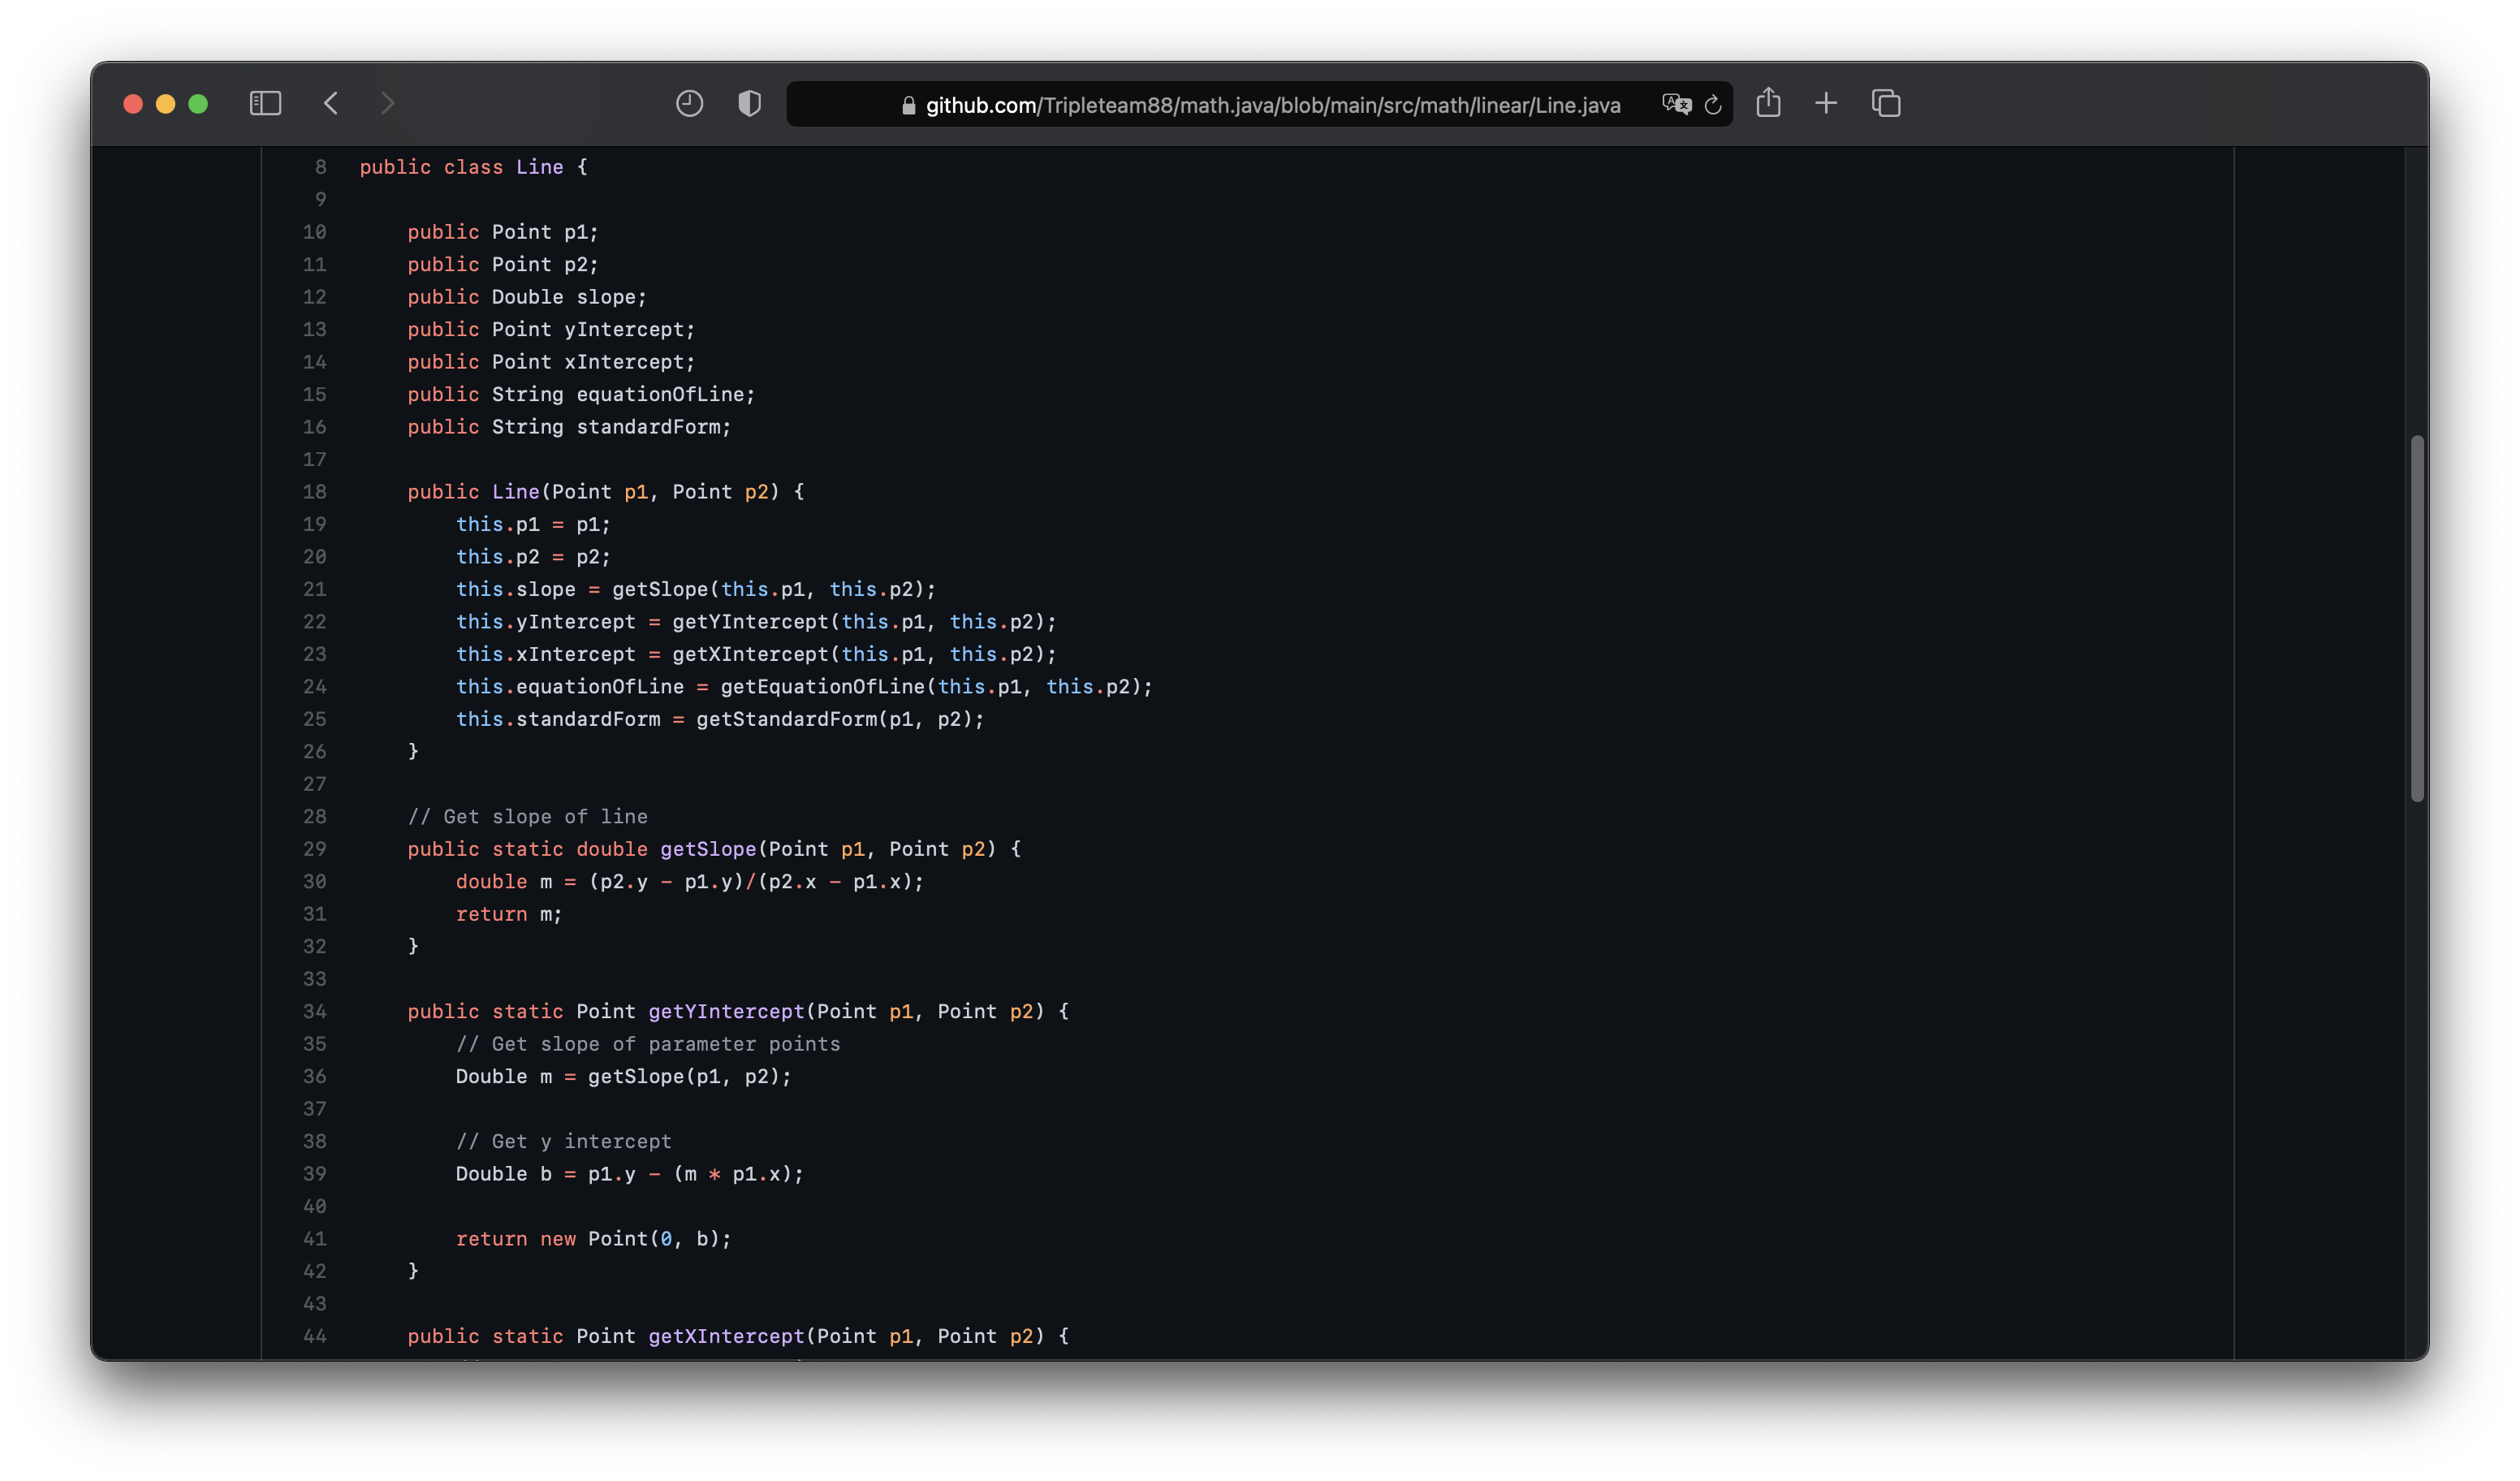 github.com/Tripleteam88/math.java/blob/main/src/math/linear/Line.java
8 public class Line {
9
10 public Point p1;
11 public Point p2;
12 public Double slope;
13 public Point yIntercept;
14 public Point xIntercept;
15 public String equationOfLine;
16 public String standardForm;
17
18 public Line(Point p1, Point p2) {
19 this.p1 = p1;
20 this.p2 = p2;
21 this.slope = getSlope(this.p1, this.p2);
22 this.yIntercept = getYIntercept(this.p1, this.p2);
23 this.xIntercept = getXIntercept(this.p1, this.p2);
24 this.equationOfLine = getEquationOfLine(this.p1, this.p2);
25 this.standardForm = getStandardForm(p1, p2);
26 }
27
28 // Get slope of line
29 public static double getSlope(Point p1, Point p2) {
30 double m = (p2.y - p1.y)/(p2.x - p1.x);
31 return m;
32 }
33
34 public static Point getYIntercept(Point p1, Point p2) {
35 // Get slope of parameter points
36 Double m = getSlope(p1, p2);
37
38 // Get y intercept
39 Double b = p1.y - (m * p1.x);
40
41 return new Point(0, b);
42 }
43
44 public static Point getXIntercept(Point p1, Point p2) {